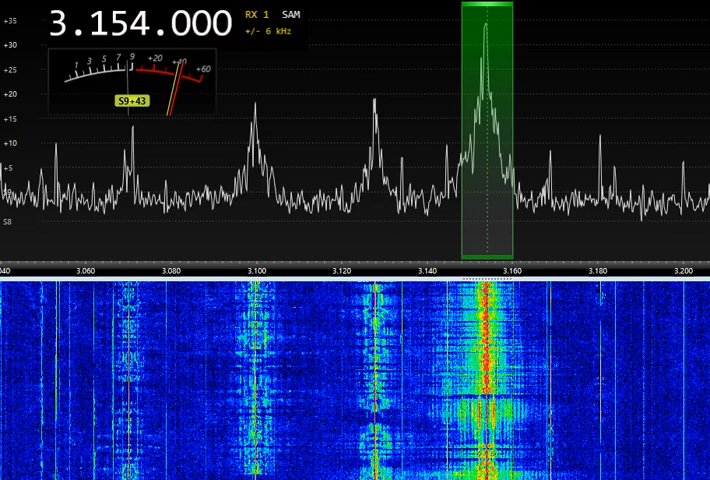 3.154.000
RX 1 SAM
+/- 6 kHz
1 3 5 7 9 +20 +40 +60
S9+43
+35
+30
+25
+20
+15
+10
+5
S9
S8
040 3.060 3.080 3.100 3.120 3.140 3.160 3.180 3.200